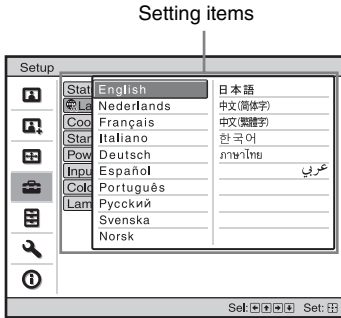 Setting items
Setup
Stat
La
Coo
Star
Pow
Inpu
Colo
Lam
English
Nederlands
Français
Italiano
Deutsch
Español
Português
Русский
Svenska
Norsk
日本語
中文(简体字)
中文(繁體字)
한국어
ภาษาไทย
عربي
Sel: Set: